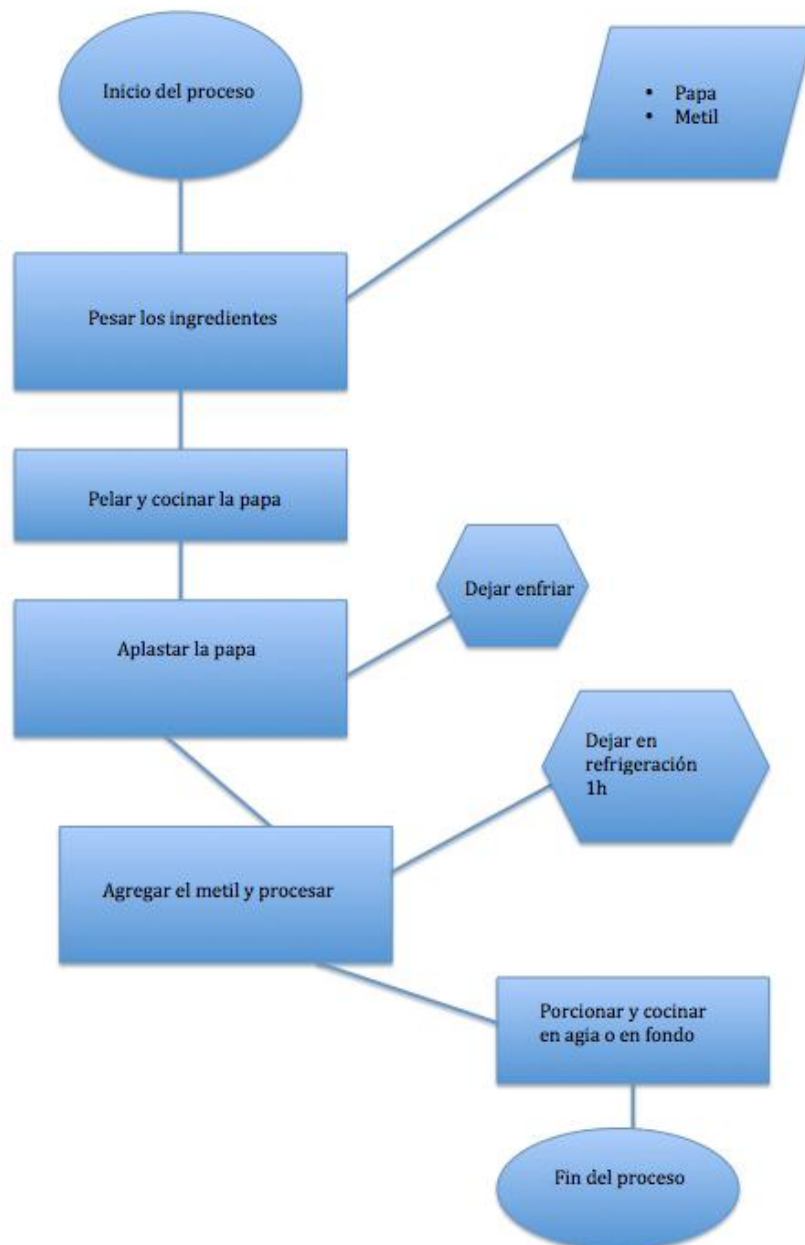 Inicio del proceso
• Papa
• Metil
Pesar los ingredientes
Pelar y cocinar la papa
Dejar enfriar
Aplastar la papa
Dejar en
refrigeración
1h
Agregar el metil y procesar
Porcionar y cocinar
en agia o en fondo
Fin del proceso